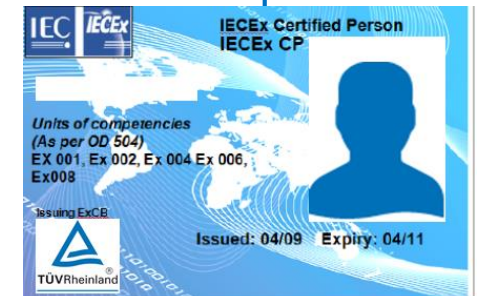 IEC IECEx
IECEx Certified Person
IECEx CP
Units of competencies
(As per OD 504)
EX 001, Ex 002, Ex 004 Ex 006,
Ex008
Issuing ExCB
TÜVRheinland®
Issued: 04/09 Expiry: 04/11